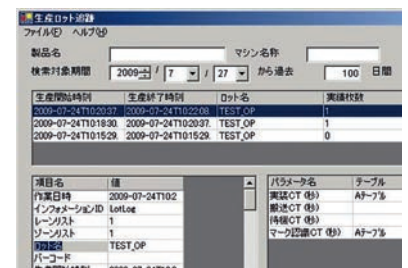 生産ロット追跡
ファイル(F) ヘルプ(H)
製品名 マシン名称
検索対象期間 2009 / 7 / 27 から過去 100 日間
生産開始時刻 生産終了時刻 ロット名 実績枚数
2009-07-24T10:20:37. 2009-07-24T10:22:08. TEST_OP 1
2009-07-24T10:18:30. 2009-07-24T10:20:37. TEST_OP 1
2009-07-24T10:15:29. 2009-07-24T10:15:29. TEST_OP 0
項目名 値 パラメータ名 テーブル
作業日時 2009-07-24T10:2 実装CT (秒) Aテーブル
インフォメーションID LotLog 搬送CT (秒)
レーンリスト 1 待機CT (秒)
ゾーンリスト 1 マーク認識CT (秒) Aテーブル
ロット名 TEST_OP
バーコード